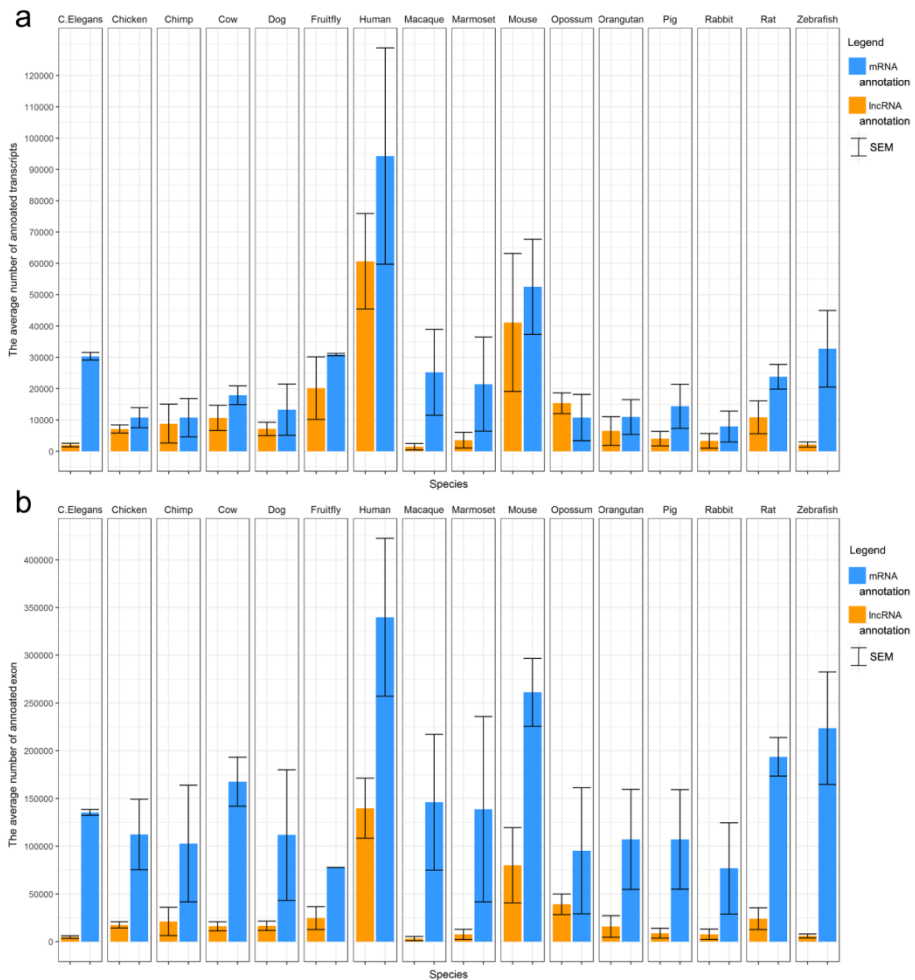 a
C.Elegans Chicken Chimp Cow Dog Fruitfly Human Macaque Marmoset Mouse Opossum Orangutan Pig Rabbit Rat Zebrafish
Legend
mRNA
annotation
lncRNA
annotation
SEM
The average number of annoated transcripts
120000
110000
100000
90000
80000
70000
60000
50000
40000
30000
20000
10000
0
Species
b
C.Elegans Chicken Chimp Cow Dog Fruitfly Human Macaque Marmoset Mouse Opossum Orangutan Pig Rabbit Rat Zebrafish
Legend
mRNA
annotation
lncRNA
annotation
SEM
The average number of annoated exon
400000
350000
300000
250000
200000
150000
100000
50000
0
Species